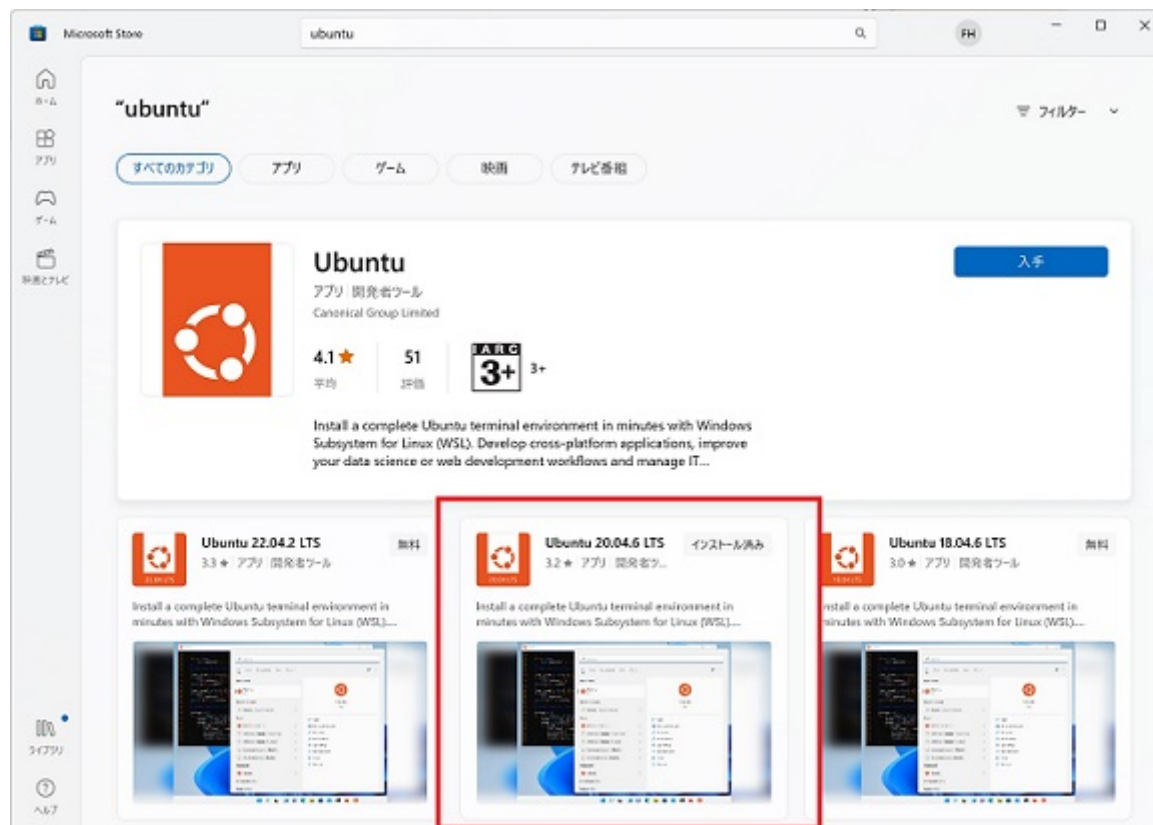 Microsoft Store
ubuntu
FH
ホーム
アプリ
ゲーム
映画とテレビ
ライブラリ
ヘルプ
“ubuntu”
フィルター
すべてのカテゴリ
アプリ
ゲーム
映画
テレビ番組
Ubuntu
入手
アプリ 開発者ツール
Canonical Group Limited
4.1★
平均
51
評価
IARC
3+
3+
Install a complete Ubuntu terminal environment in minutes with Windows
Subsystem for Linux (WSL). Develop cross-platform applications, improve
your data science or web development workflows and manage IT...
Ubuntu 22.04.2 LTS
無料
3.3 ★ アプリ 開発者ツール
22.04 LTS
Install a complete Ubuntu terminal environment in
minutes with Windows Subsystem for Linux (WSL)....
Ubuntu 20.04.6 LTS
インストール済み
3.2 ★ アプリ 開発者ツ...
20.04 LTS
Install a complete Ubuntu terminal environment in
minutes with Windows Subsystem for Linux (WSL)....
Ubuntu 18.04.6 LTS
無料
3.0 ★ アプリ 開発者ツール
18.04 LTS
Install a complete Ubuntu terminal environment in
minutes with Windows Subsystem for Linux (WSL)....